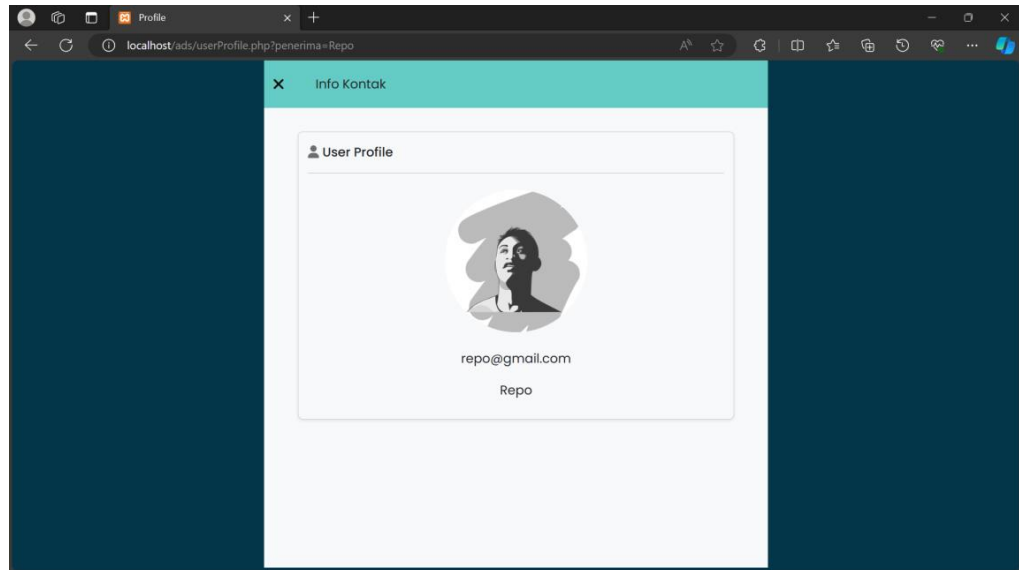 Profile
localhost/ads/userProfile.php?penerima=Repo
Info Kontak
User Profile
repo@gmail.com
Repo